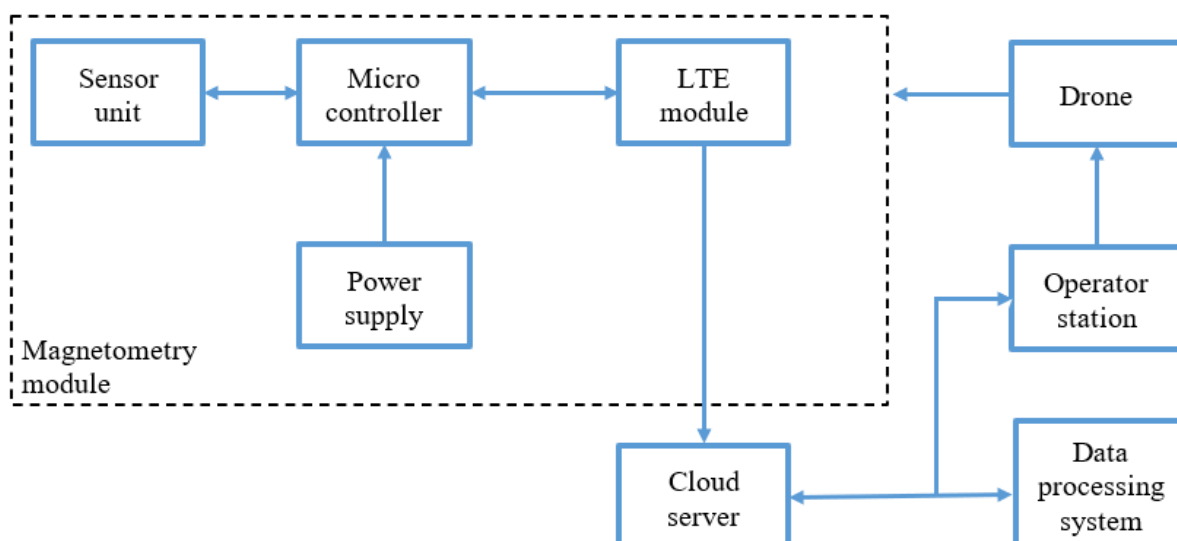 Sensor
unit
Micro
controller
LTE
module
Drone
Power
supply
Operator
station
Magnetometry
module
Cloud
server
Data
processing
system